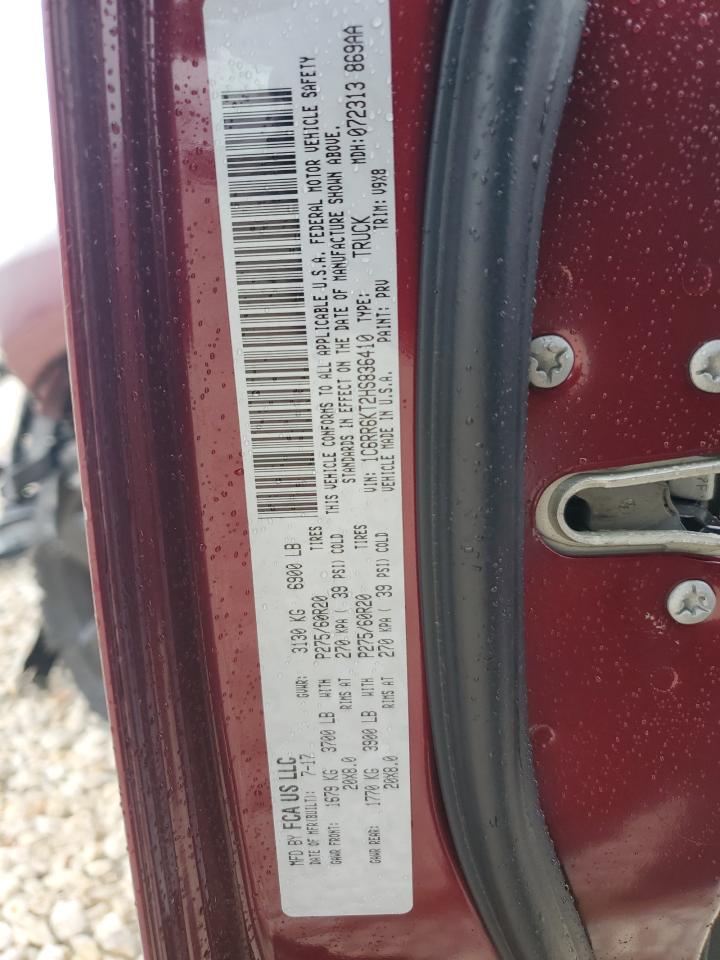 MFD BY FCA US LLC
DATE OF MFR(BUILT): 7-17 GVWR: 3130 KG 6900 LB
GAWR FRONT: 1679 KG 3700 LB WITH P275/60R20 TIRES
20X8.0 RIMS AT 270 KPA ( 39 PSI) COLD
GAWR REAR: 1770 KG 3900 LB WITH P275/60R20 TIRES
20X8.0 RIMS AT 270 KPA ( 39 PSI) COLD
THIS VEHICLE CONFORMS TO ALL APPLICABLE U.S.A. FEDERAL MOTOR VEHICLE SAFETY
STANDARDS IN EFFECT ON THE DATE OF MANUFACTURE SHOWN ABOVE.
MDH:072313 869AA
VIN: 1C6RR6KT2HS836410 TYPE: TRUCK
VEHICLE MADE IN U.S.A. PAINT: PRV TRIM: V9X8